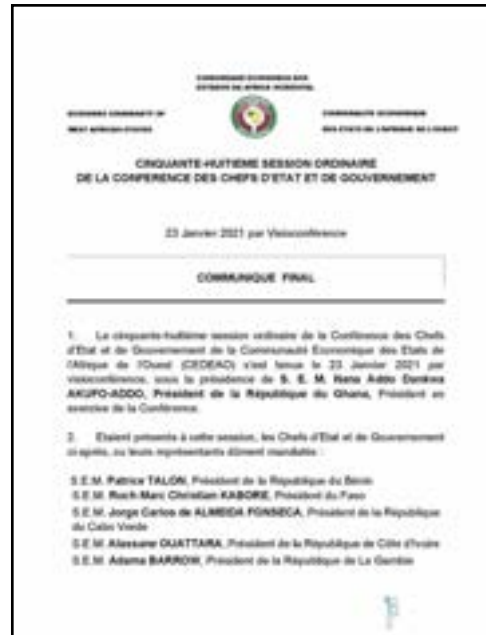 COMUNIDADE ECONOMICA DOS
ESTADOS DA AFRICA OCIDENTAL
ECONOMIC COMMUNITY OF
WEST AFRICAN STATES
COMMUNAUTE ECONOMIQUE
DES ETATS DE L'AFRIQUE DE L'OUEST
CINQUANTE-HUITIEME SESSION ORDINAIRE
DE LA CONFERENCE DES CHEFS D'ETAT ET DE GOUVERNEMENT
23 Janvier 2021 par Visioconférence
COMMUNIQUE FINAL
1. La cinquante-huitième session ordinaire de la Conférence des Chefs
d'Etat et de Gouvernement de la Communauté Economique des Etats de
l'Afrique de l'Ouest (CEDEAO) s'est tenue le 23 Janvier 2021 par
visioconférence, sous la présidence de S. E. M. Nana Addo Dankwa
AKUFO-ADDO, Président de la République du Ghana, Président en
exercice de la Conférence.
2. Etaient présents à cette session, les Chefs d'Etat et de Gouvernement
ci-après, ou leurs représentants dûment mandatés :
S.E.M. Patrice TALON, Président de la République du Bénin
S.E.M. Roch Marc Christian KABORE, Président du Faso
S.E.M. Jorge Carlos de ALMEIDA FONSECA, Président de la République
du Cabo Verde
S.E.M. Alassane OUATTARA, Président de la République de Côte d'Ivoire
S.E.M. Adama BARROW, Président de la République de La Gambie